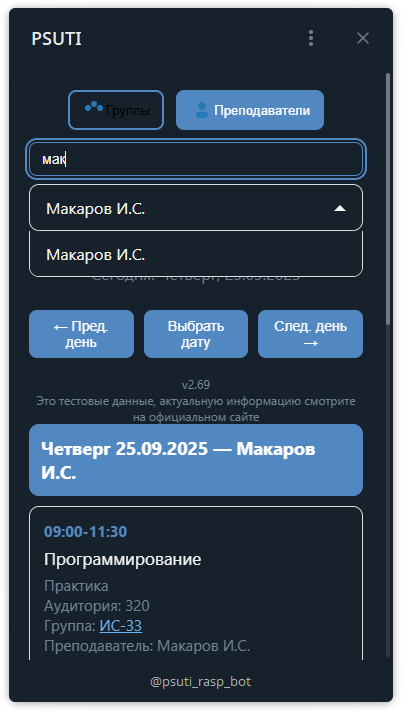 PSUTI
Группы
Преподаватели
мак
Макаров И.С.
Макаров И.С.
Сегодня: Четверг, 25.09.2025
← Пред. день
Выбрать дату
След. день →
v2.69
Это тестовые данные, актуальную информацию смотрите
на официальном сайте
Четверг 25.09.2025 — Макаров
И.С.
09:00-11:30
Программирование
Практика
Аудитория: 320
Группа: ИС-33
Преподаватель: Макаров И.С.
@psuti_rasp_bot